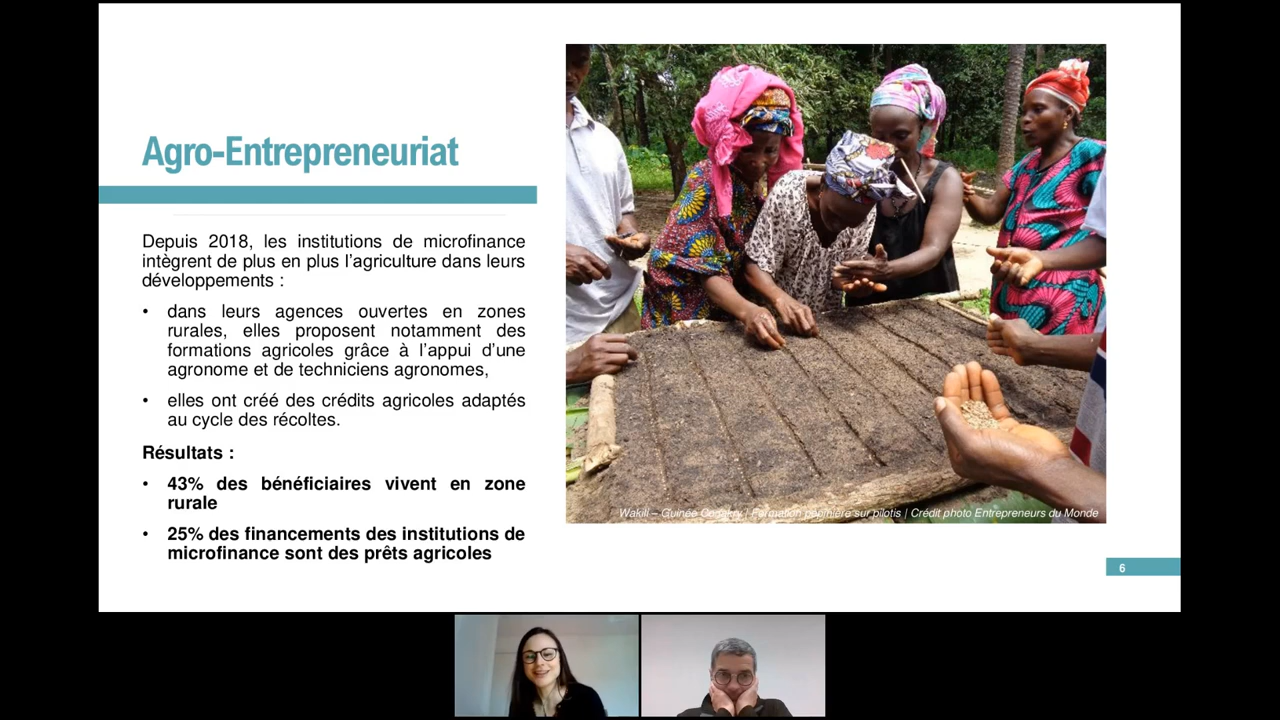 Agro-Entrepreneuriat
Depuis 2018, les institutions de microfinance
intègrent de plus en plus l’agriculture dans leurs
développements :
• dans leurs agences ouvertes en zones
rurales, elles proposent notamment des
formations agricoles grâce à l’appui d’une
agronome et de techniciens agronomes,
• elles ont créé des crédits agricoles adaptés
au cycle des récoltes.
Résultats :
• 43% des bénéficiaires vivent en zone
rurale
• 25% des financements des institutions de
microfinance sont des prêts agricoles
Wakili – Guinée Conakry | Formation pépinière sur pilotis | Crédit photo Entrepreneurs du Monde
6